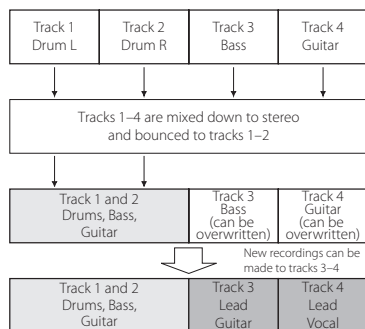 Track 1
Drum L
Track 2
Drum R
Track 3
Bass
Track 4
Guitar
Tracks 1–4 are mixed down to stereo
and bounced to tracks 1–2
Track 1 and 2
Drums, Bass,
Guitar
Track 3
Bass
(can be
overwritten)
Track 4
Guitar
(can be
overwritten)
New recordings can be
made to tracks 3–4
Track 1 and 2
Drums, Bass,
Guitar
Track 3
Lead
Guitar
Track 4
Lead
Vocal